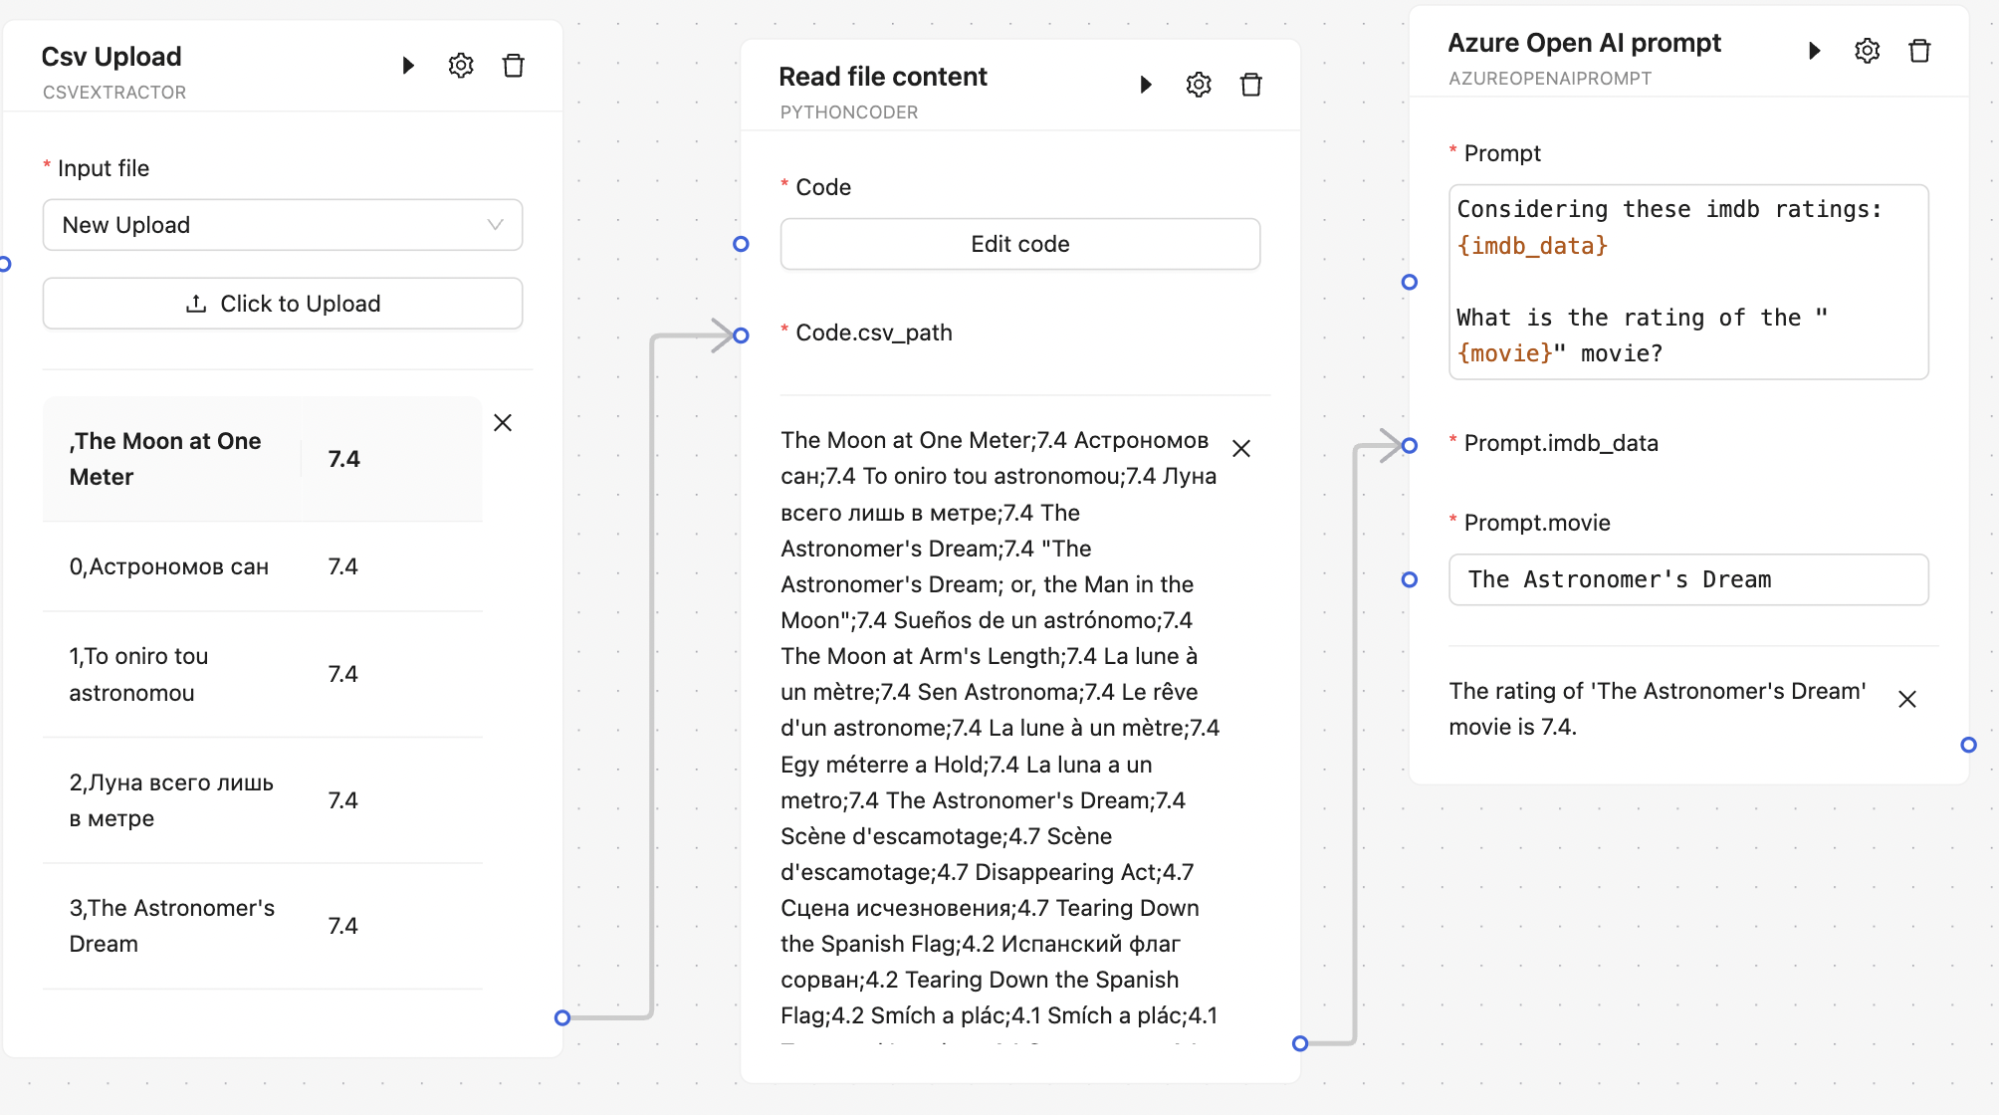 Csv Upload
CSVEXTRACTOR
* Input file
New Upload
Click to Upload
,The Moon at One
Meter
7.4
0,Астрономов сан
7.4
1,To oniro tou
astronomou
7.4
2,Луна всего лишь
в метре
7.4
3,The Astronomer's
Dream
7.4
Read file content
PYTHONCODER
* Code
Edit code
* Code.csv_path
The Moon at One Meter;7.4 Астрономов
сан;7.4 To oniro tou astronomou;7.4 Луна
всего лишь в метре;7.4 The
Astronomer's Dream;7.4 "The
Astronomer's Dream; or, the Man in the
Moon";7.4 Sueños de un astrónomo;7.4
The Moon at Arm's Length;7.4 La lune à
un mètre;7.4 Sen Astronoma;7.4 Le rêve
d'un astronome;7.4 La lune à un mètre;7.4
Egy méterre a Hold;7.4 La luna a un
metro;7.4 The Astronomer's Dream;7.4
Scène d'escamotage;4.7 Scène
d'escamotage;4.7 Disappearing Act;4.7
Сцена исчезновения;4.7 Tearing Down
the Spanish Flag;4.2 Испанский флаг
сорван;4.2 Tearing Down the Spanish
Flag;4.2 Smích a plác;4.1 Smích a plác;4.1
Azure Open AI prompt
AZUREOPENAIPROMPT
* Prompt
Considering these imdb ratings:
{imdb_data}
What is the rating of the "
{movie}" movie?
* Prompt.imdb_data
* Prompt.movie
The Astronomer's Dream
The rating of 'The Astronomer's Dream'
movie is 7.4.